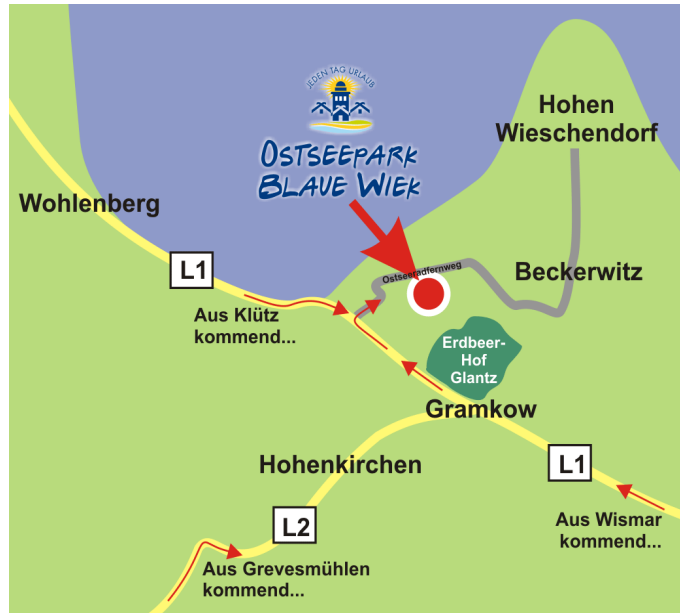 JEDEN TAG URLAUB
OSTSEEPARK
BLAUE WIEK
Hohen
Wieschendorf
Wohlenberg
L1
Ostseeradfernweg
Beckerwitz
Aus Klütz
kommend...
Erdbeer-
Hof
Glantz
Gramkow
Hohenkirchen
L1
L2
Aus Wismar
kommend...
Aus Grevesmühlen
kommend...